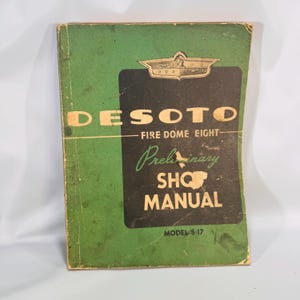 DESOTO
FIRE DOME EIGHT
Preliminary
SHOP
MANUAL
MODEL S-17